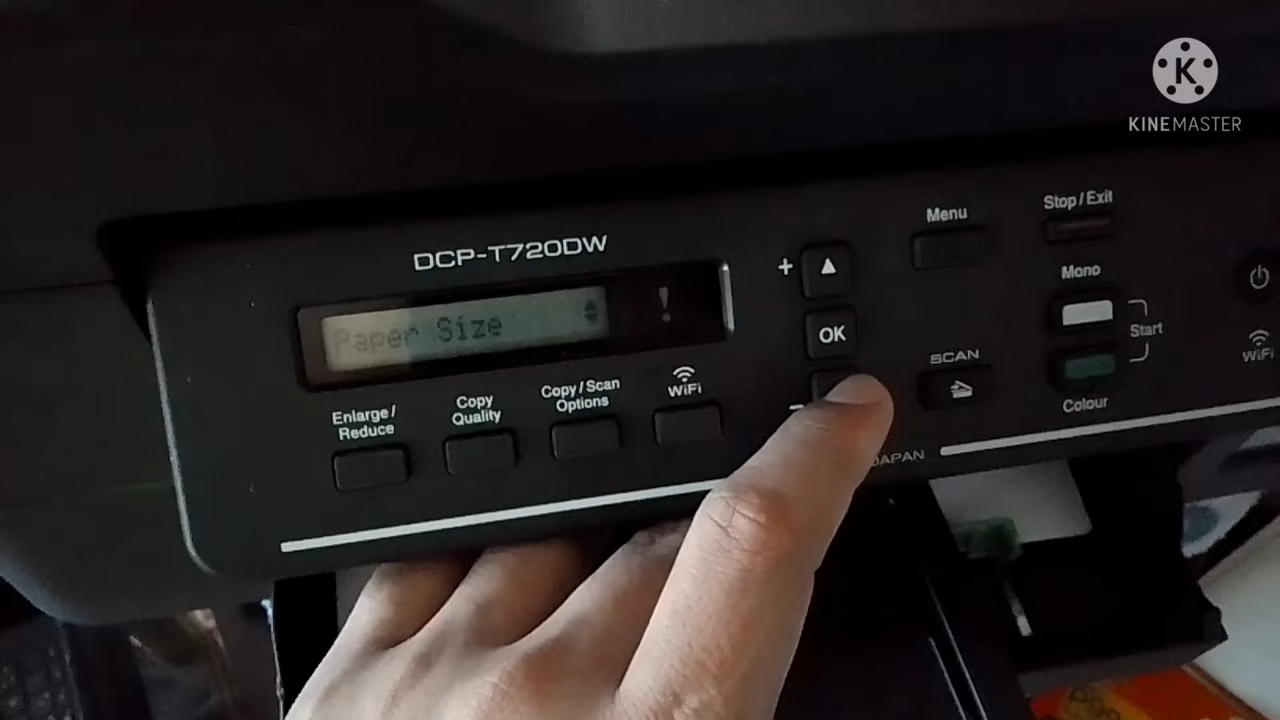 K
KINEMASTER
DCP-T720DW
Paper Size
!
Enlarge/
Reduce
Copy
Quality
Copy/Scan
Options
WiFi
+
▲
OK
-
Menu
Stop/Exit
Mono
Start
SCAN
Colour
WiFi
JAPAN